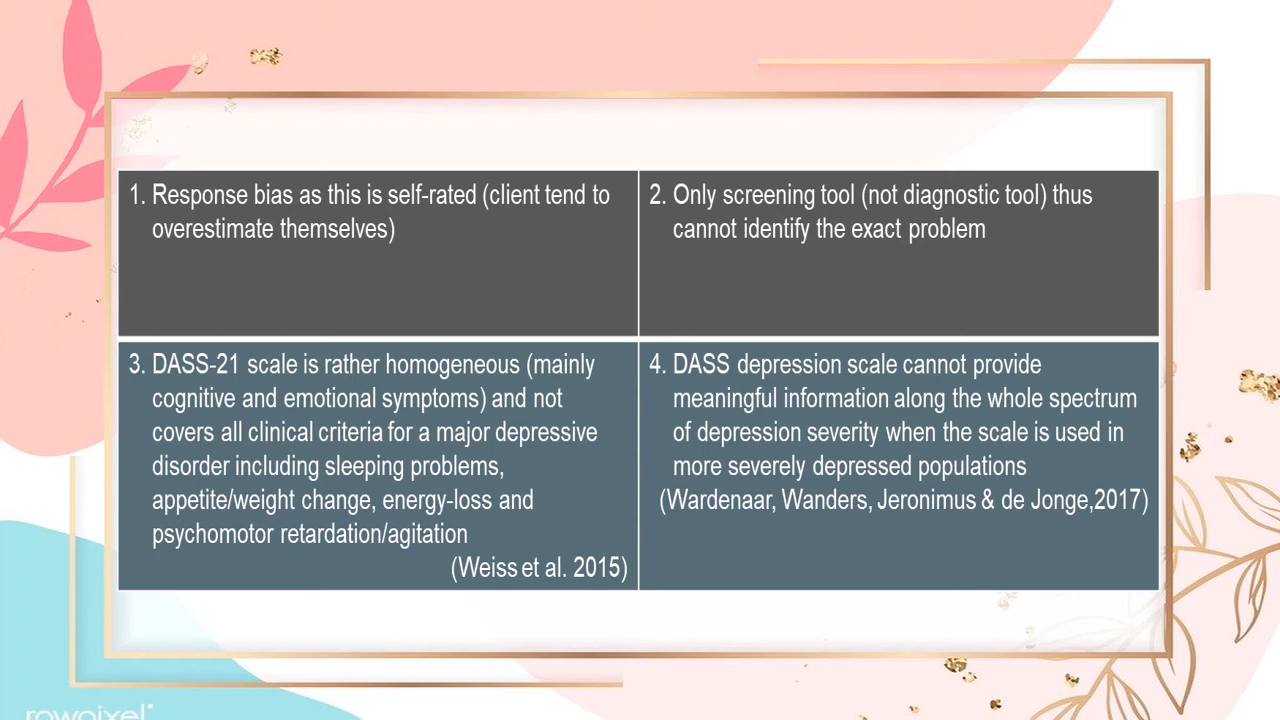 1. Response bias as this is self-rated (client tend to
overestimate themselves)
2. Only screening tool (not diagnostic tool) thus
cannot identify the exact problem
3. DASS-21 scale is rather homogeneous (mainly
cognitive and emotional symptoms) and not
covers all clinical criteria for a major depressive
disorder including sleeping problems,
appetite/weight change, energy-loss and
psychomotor retardation/agitation
(Weiss et al. 2015)
4. DASS depression scale cannot provide
meaningful information along the whole spectrum
of depression severity when the scale is used in
more severely depressed populations
(Wardenaar, Wanders, Jeronimus & de Jonge,2017)
rawpixel